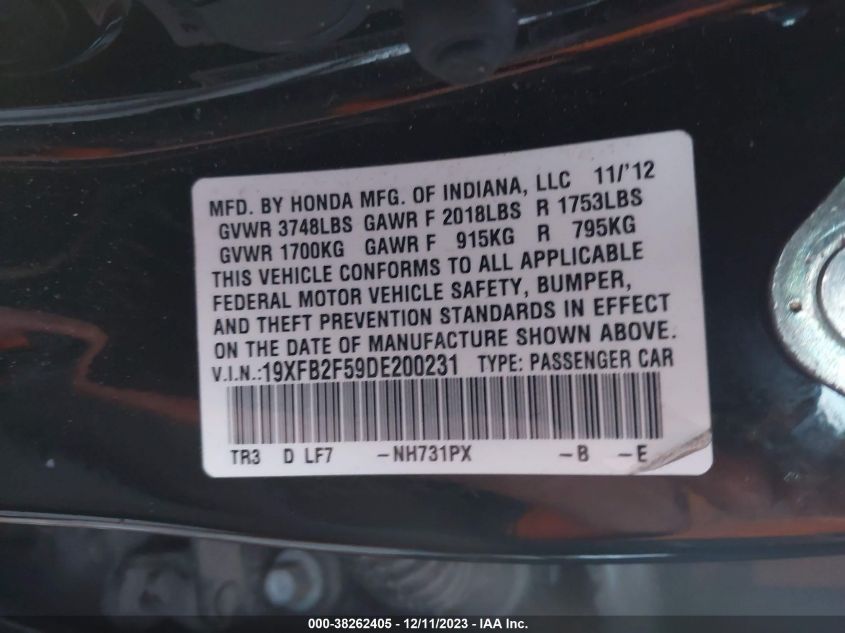 MFD. BY HONDA MFG. OF INDIANA, LLC 11/'12
GVWR 3748LBS GAWR F 2018LBS R 1753LBS
GVWR 1700KG GAWR F 915KG R 795KG
THIS VEHICLE CONFORMS TO ALL APPLICABLE
FEDERAL MOTOR VEHICLE SAFETY, BUMPER,
AND THEFT PREVENTION STANDARDS IN EFFECT
ON THE DATE OF MANUFACTURE SHOWN ABOVE.
V.I.N.:19XFB2F59DE200231 TYPE: PASSENGER CAR
TR3 D LF7 -NH731PX -B -E
000-38262405 - 12/11/2023 - IAA Inc.